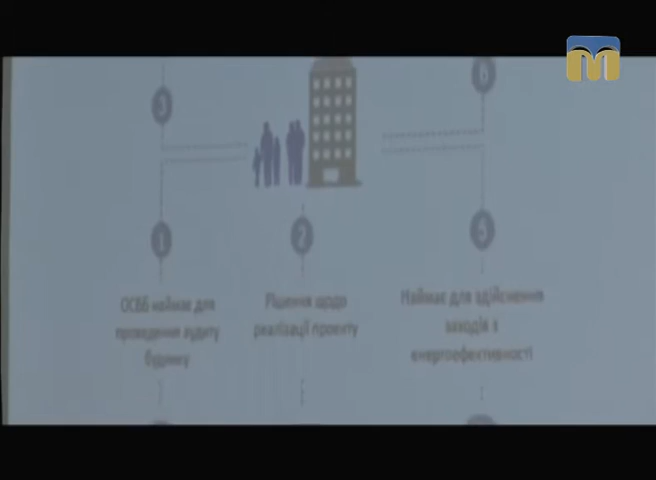 6
3
1
2
5
ОСББ наймає для
проведення аудиту
будинку
Рішення щодо
реалізації проекту
Наймає для здійснення
заходів з
енергоефективності